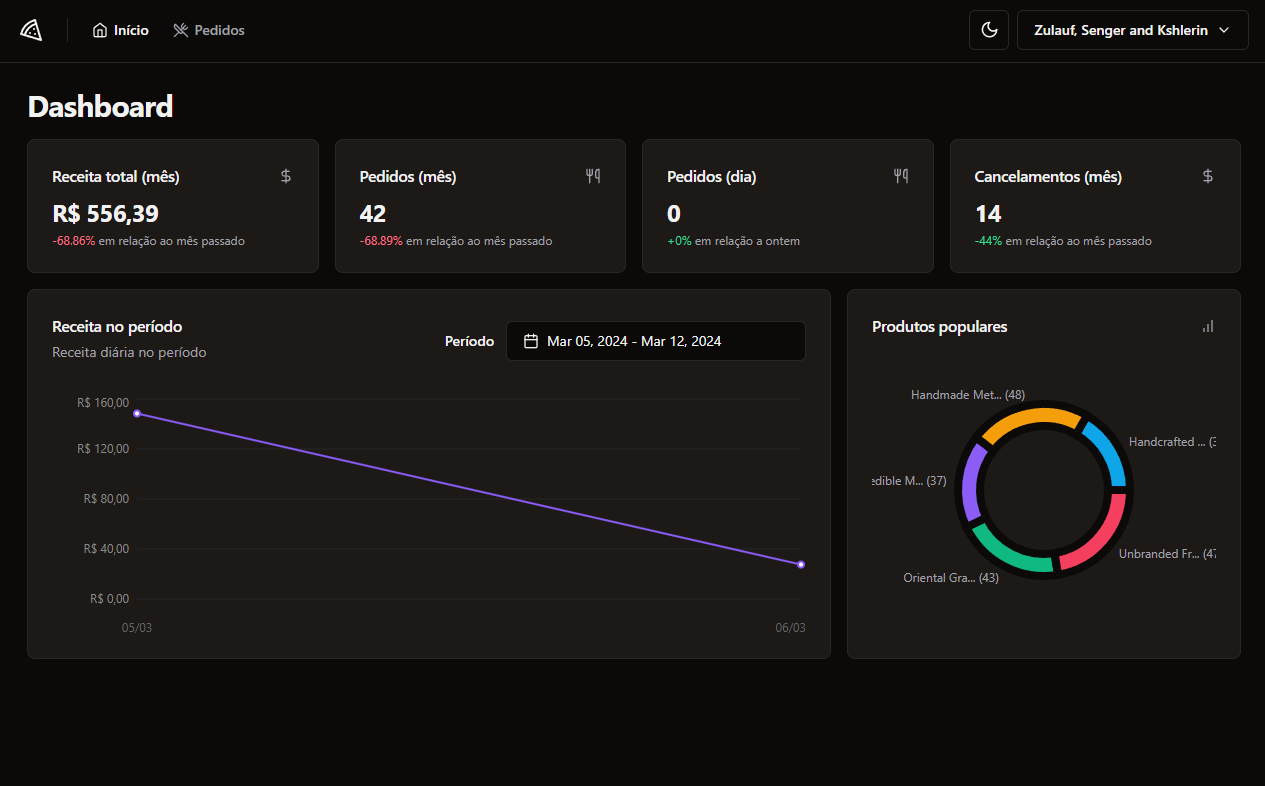 Início
Pedidos
Zulauf, Senger and Kshlerin
Dashboard
Receita total (mês)
R$ 556,39
-68.86% em relação ao mês passado
Pedidos (mês)
42
-68.89% em relação ao mês passado
Pedidos (dia)
0
+0% em relação a ontem
Cancelamentos (mês)
14
-44% em relação ao mês passado
Receita no período
Receita diária no período
Período
Mar 05, 2024 - Mar 12, 2024
R$ 160,00
R$ 120,00
R$ 80,00
R$ 40,00
R$ 0,00
05/03
06/03
Produtos populares
Handmade Met... (48)
Handcrafted ...
edible M... (37)
Unbranded Fr... (47
Oriental Gra... (43)